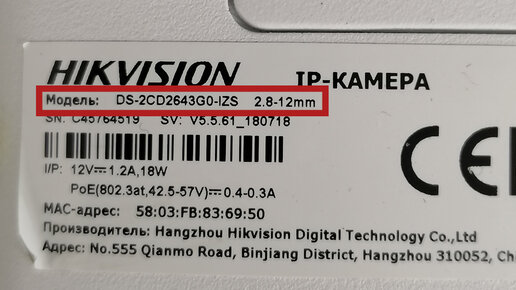 HIKVISION IP-КАМЕРА
Модель: DS-2CD2643G0-IZS 2.8-12mm
SN: C45764519 SV: V5.5.61_180718
I/P: 12V⎓1.2A,18W
PoE(802.3at,42.5-57V)⎓0.4-0.3A
MAC-адрес: 58:03:FB:83:69:50
Производитель: Hangzhou Hikvision Digital Technology Co.,Ltd
Адрес: No.555 Qianmo Road, Binjiang District, Hangzhou 310052, Ch
CE